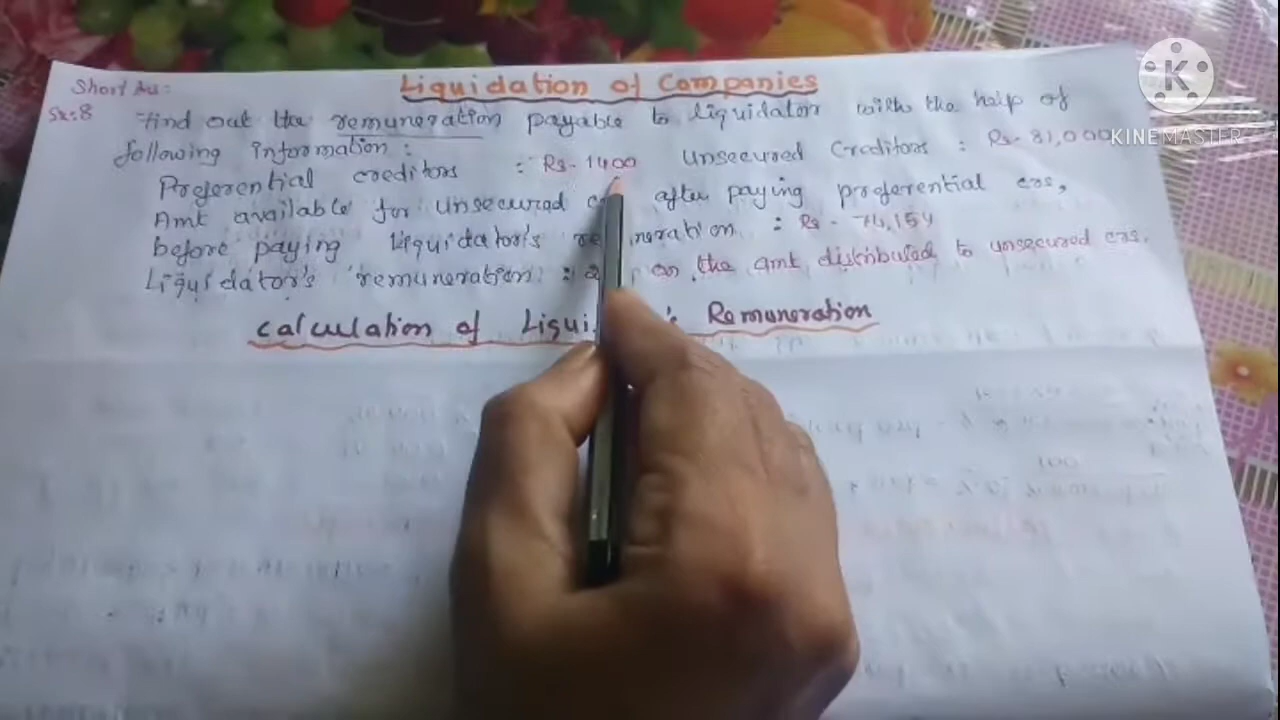 Liquidation of Companies
Short Ans:
Sx:8 Find out the remuneration payable to liquidator with the help of
following information:
Preferential creditors : Rs- 1400 Unsecured Creditors : Rs- 81,000
Amt available for unsecured after paying preferential crs,
before paying liquidator's : Rs - 76,154
Liquidator's remuneration : on the amt distributed to unsecured crs.
Calculation of Remuneration
K
KINEMASTER